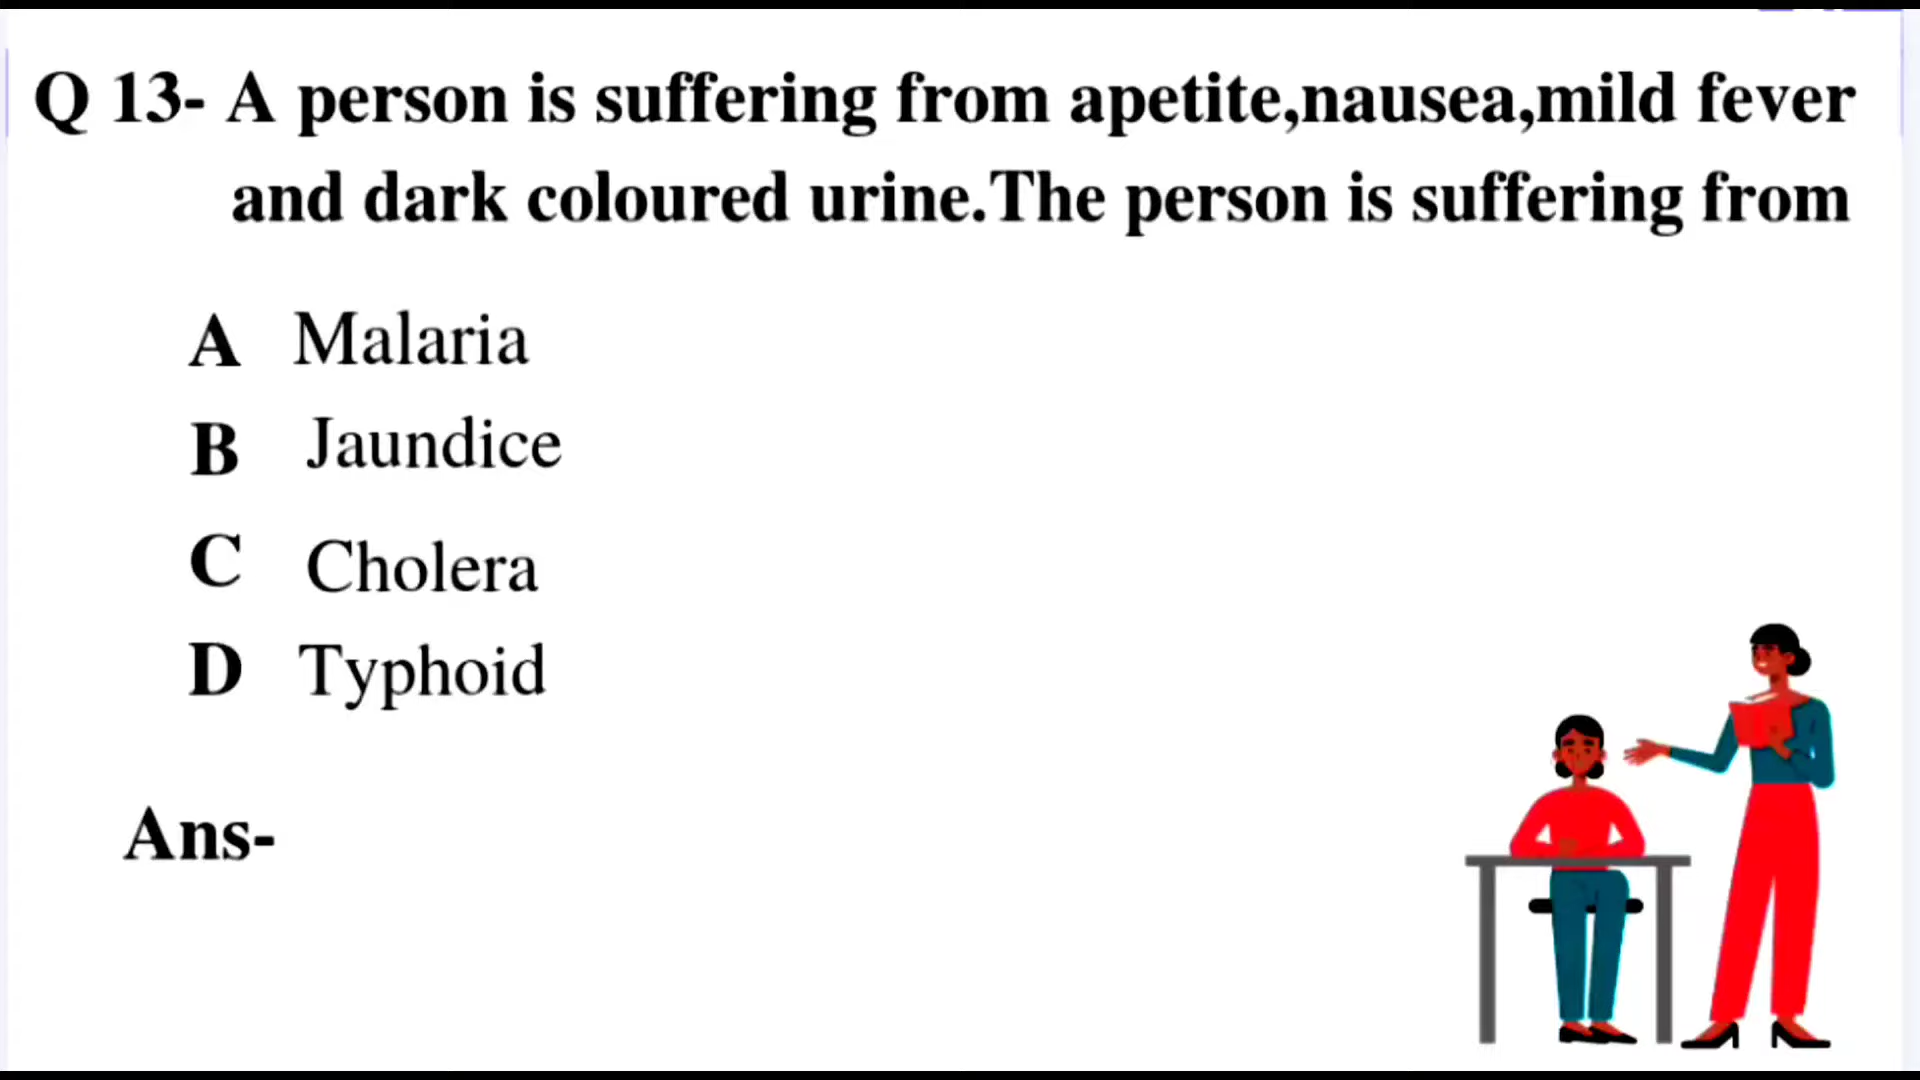 Q 13- A person is suffering from apetite,nausea,mild fever
and dark coloured urine.The person is suffering from
A Malaria
B Jaundice
C Cholera
D Typhoid
Ans-